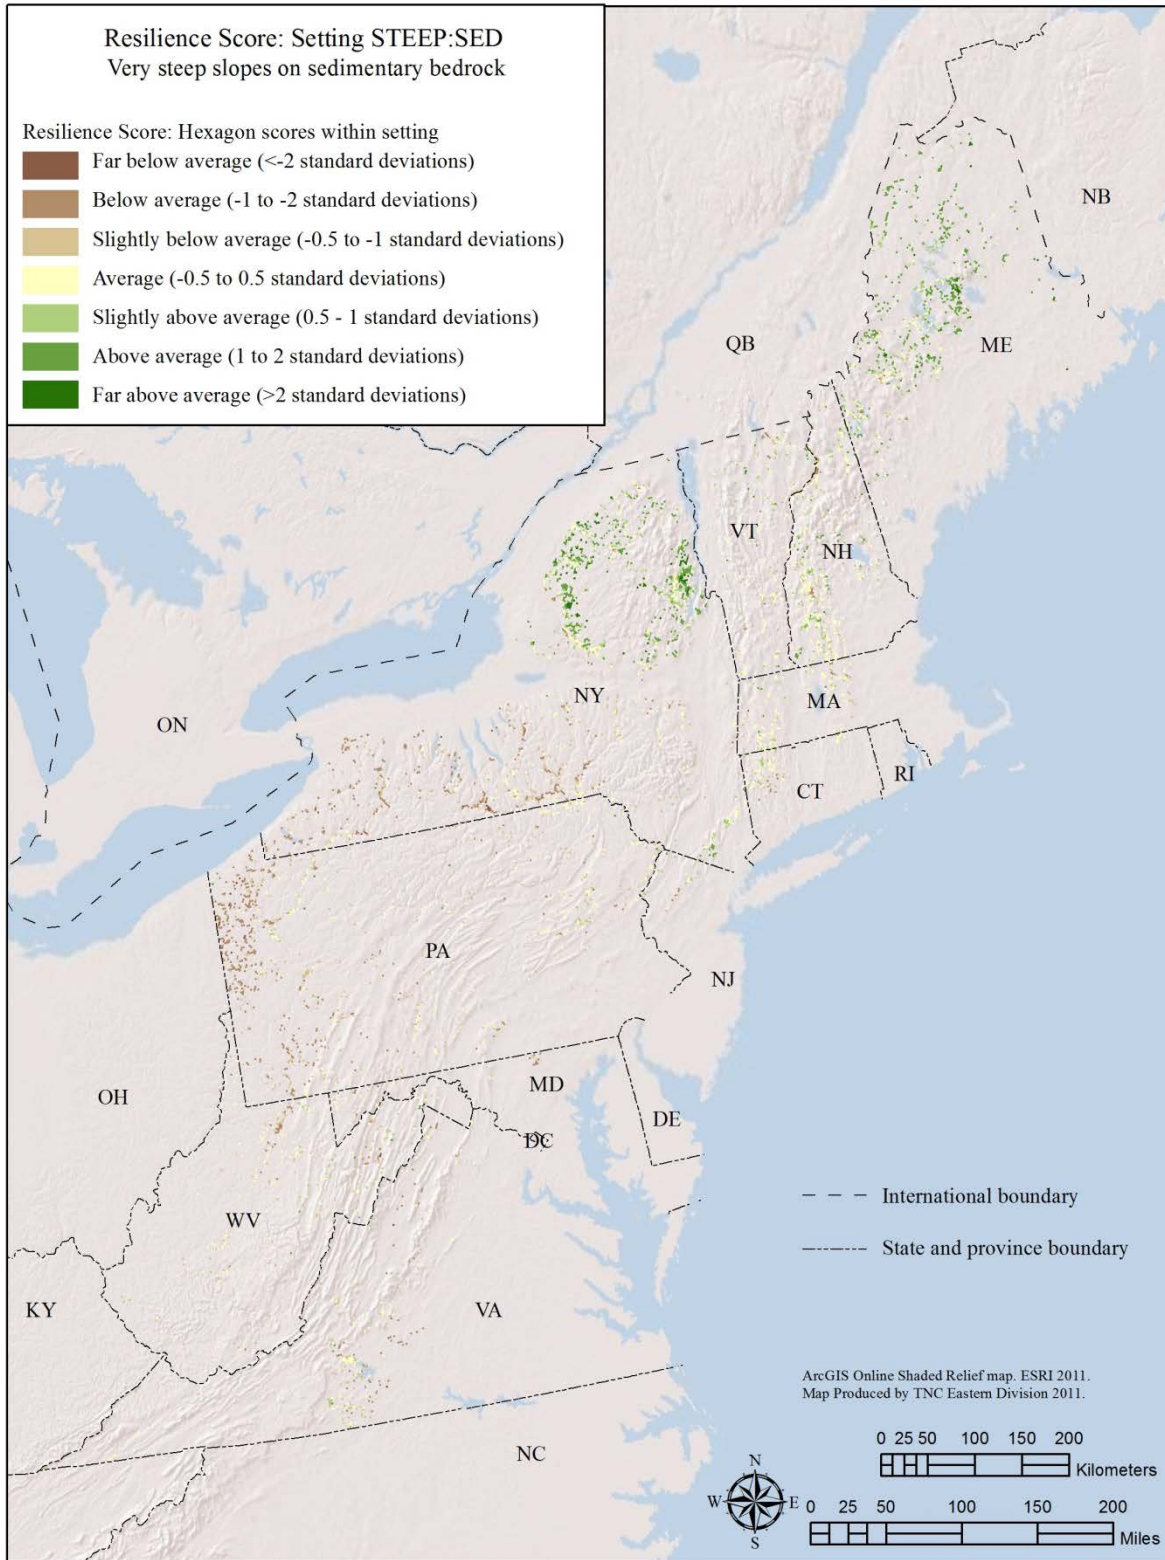 Resilience Score: Setting STEEP:SED
Very steep slopes on sedimentary bedrock
Resilience Score: Hexagon scores within setting
Far below average (<-2 standard deviations)
Below average (-1 to -2 standard deviations)
Slightly below average (-0.5 to -1 standard deviations)
Average (-0.5 to 0.5 standard deviations)
Slightly above average (0.5 - 1 standard deviations)
Above average (1 to 2 standard deviations)
Far above average (>2 standard deviations)
NB
QB
ME
VT
NH
NY
MA
ON
RI
CT
PA
NJ
MD
OH
DE
DC
WV
KY
VA
NC
International boundary
State and province boundary
ArcGIS Online Shaded Relief map. ESRI 2011.
Map Produced by TNC Eastern Division 2011.
0 25 50 100 150 200
Kilometers
N
W E
S
0 25 50 100 150 200
Miles